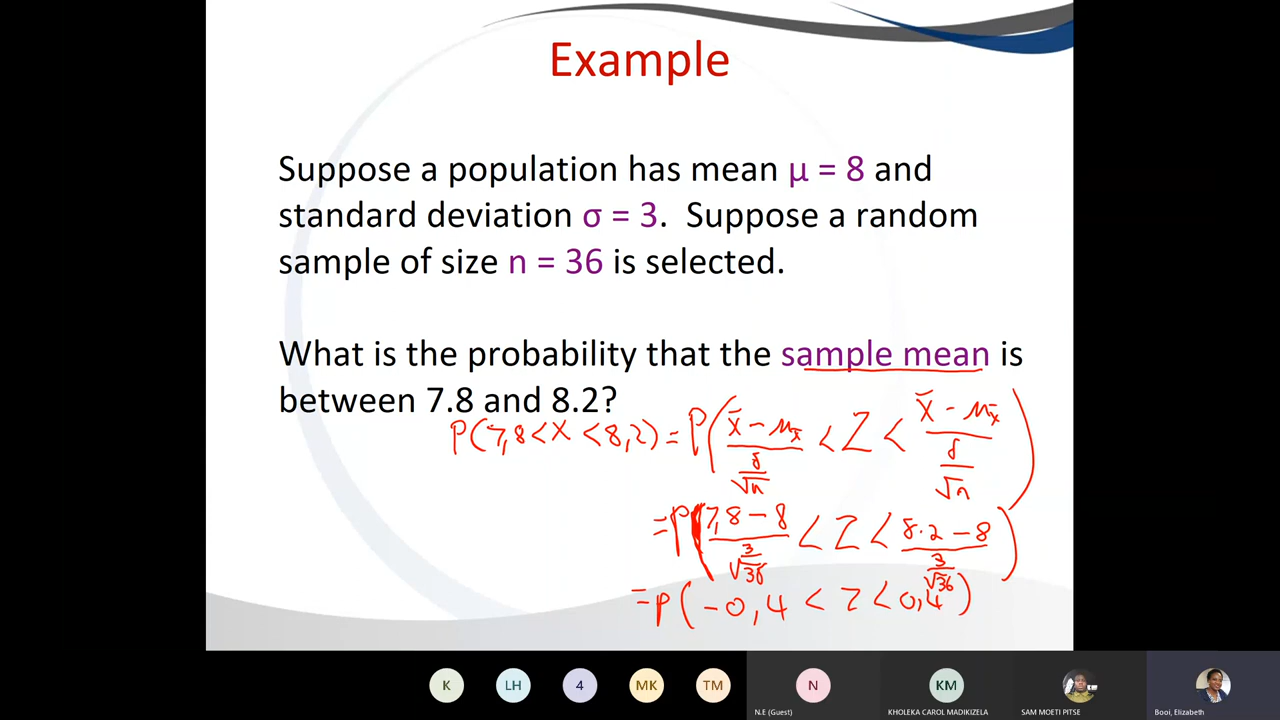 Example
Suppose a population has mean μ = 8 and
standard deviation σ = 3. Suppose a random
sample of size n = 36 is selected.
What is the probability that the sample mean is
between 7.8 and 8.2?
P(7,8 < X < 8,2) = P( (x̄ − μx̄)/(σ/√n) < Z < (x̄ − μx̄)/(σ/√n) )
= P( (7,8 − 8)/(3/√36) < Z < (8.2 − 8)/(3/√36) )
= P( −0,4 < Z < 0,4 )
K LH 4 MK TM N KM
N.E (Guest) KHOLEKA CAROL MADIKIZELA SAM MOETI PITSE Booi, Elizabeth